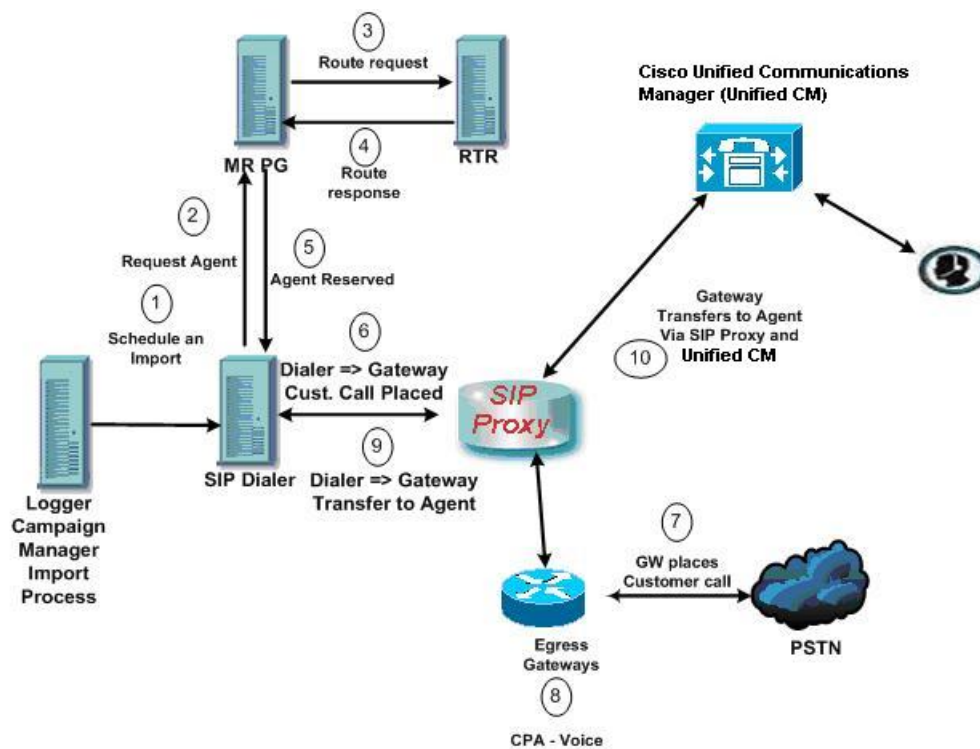 3
Route request
Cisco Unified Communications
Manager (Unified CM)
MR PG
4
Route
response
RTR
2
Request Agent
5
Agent Reserved
1
Schedule an
Import
6
Dialer => Gateway
Cust. Call Placed
Gateway
Transfers to Agent
Via SIP Proxy and
10
Unified CM
SIP
Proxy
SIP Dialer
9
Dialer => Gateway
Transfer to Agent
Logger
Campaign
Manager
Import
Process
7
GW places
Customer call
PSTN
Egress
Gateways
8
CPA - Voice